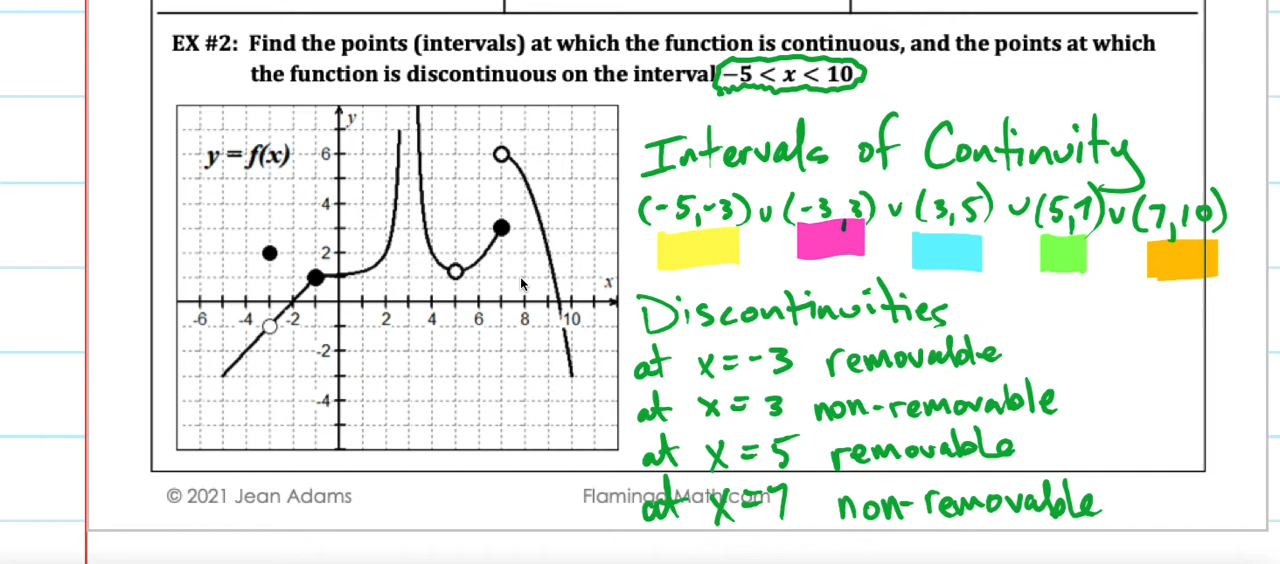 EX #2: Find the points (intervals) at which the function is continuous, and the points at which
the function is discontinuous on the interval −5 < x < 10
y = f(x)
y
x
6
4
2
-2
-4
-6 -4 -2 2 4 6 8 10
Intervals of Continuity
(-5,-3) ∪ (-3,3) ∪ (3,5) ∪ (5,7) ∪ (7,10)
Discontinuities
at x=-3 removable
at x=3 non-removable
at x=5 removable
at x=7 non-removable
© 2021 Jean Adams
FlamingoMath.com